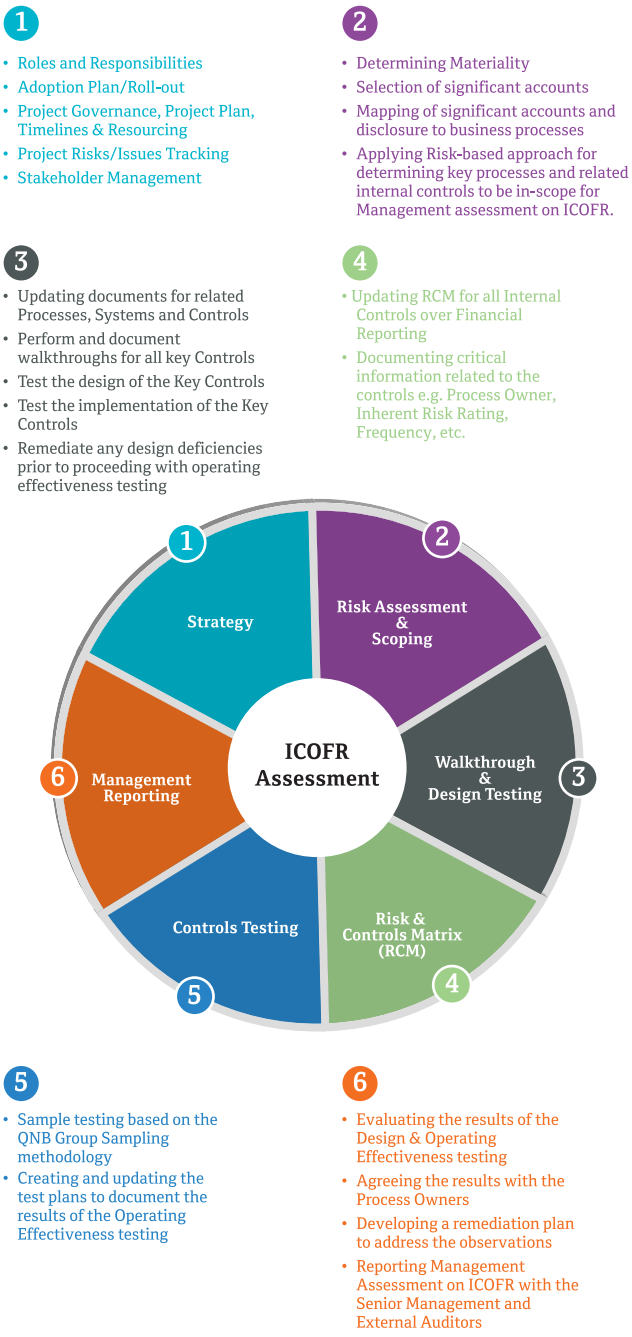 1
• Roles and Responsibilities
• Adoption Plan/Roll-out
• Project Governance, Project Plan,
Timelines & Resourcing
• Project Risks/Issues Tracking
• Stakeholder Management
2
• Determining Materiality
• Selection of significant accounts
• Mapping of significant accounts and
disclosure to business processes
• Applying Risk-based approach for
determining key processes and related
internal controls to be in-scope for
Management assessment on ICOFR.
3
• Updating documents for related
Processes, Systems and Controls
• Perform and document
walkthroughs for all key Controls
• Test the design of the Key Controls
• Test the implementation of the Key
Controls
• Remediate any design deficiencies
prior to proceeding with operating
effectiveness testing
4
• Updating RCM for all Internal
Controls over Financial
Reporting
• Documenting critical
information related to the
controls e.g. Process Owner,
Inherent Risk Rating,
Frequency, etc.
1
Strategy
2
Risk Assessment
&
Scoping
ICOFR
Assessment
3
Walkthrough
&
Design Testing
4
Risk &
Controls Matrix
(RCM)
5
Controls Testing
6
Management
Reporting
5
• Sample testing based on the
QNB Group Sampling
methodology
• Creating and updating the
test plans to document the
results of the Operating
Effectiveness testing
6
• Evaluating the results of the
Design & Operating
Effectiveness testing
• Agreeing the results with the
Process Owners
• Developing a remediation plan
to address the observations
• Reporting Management
Assessment on ICOFR with the
Senior Management and
External Auditors